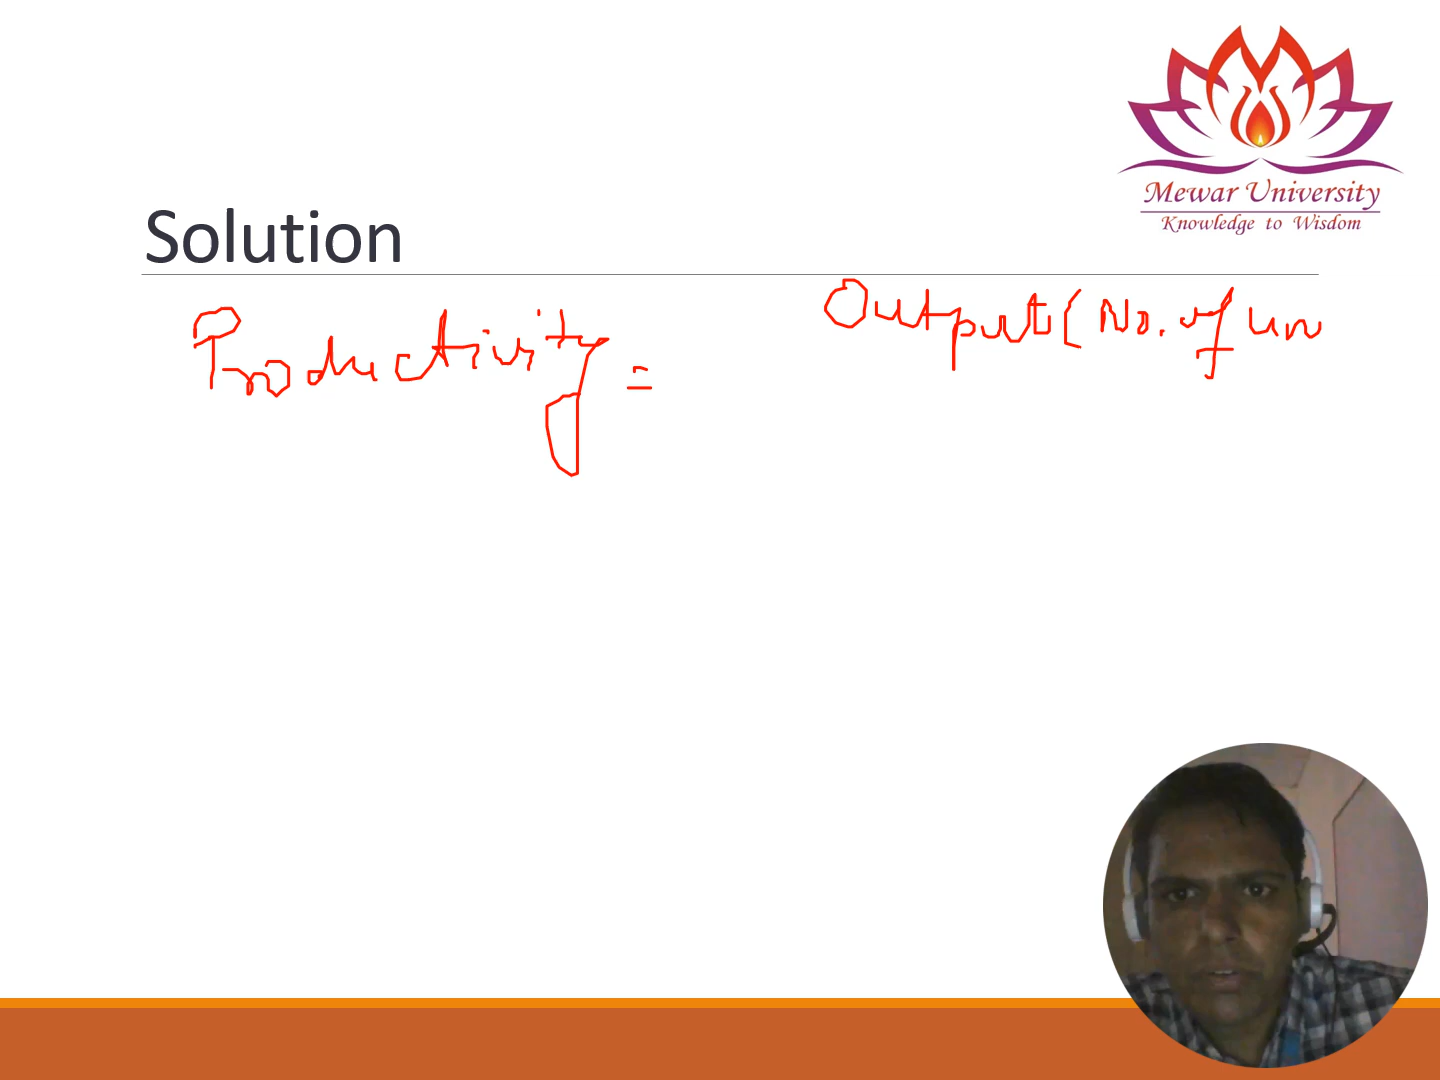 Mewar University
Knowledge to Wisdom
Solution
Productivity = Output (No. of un